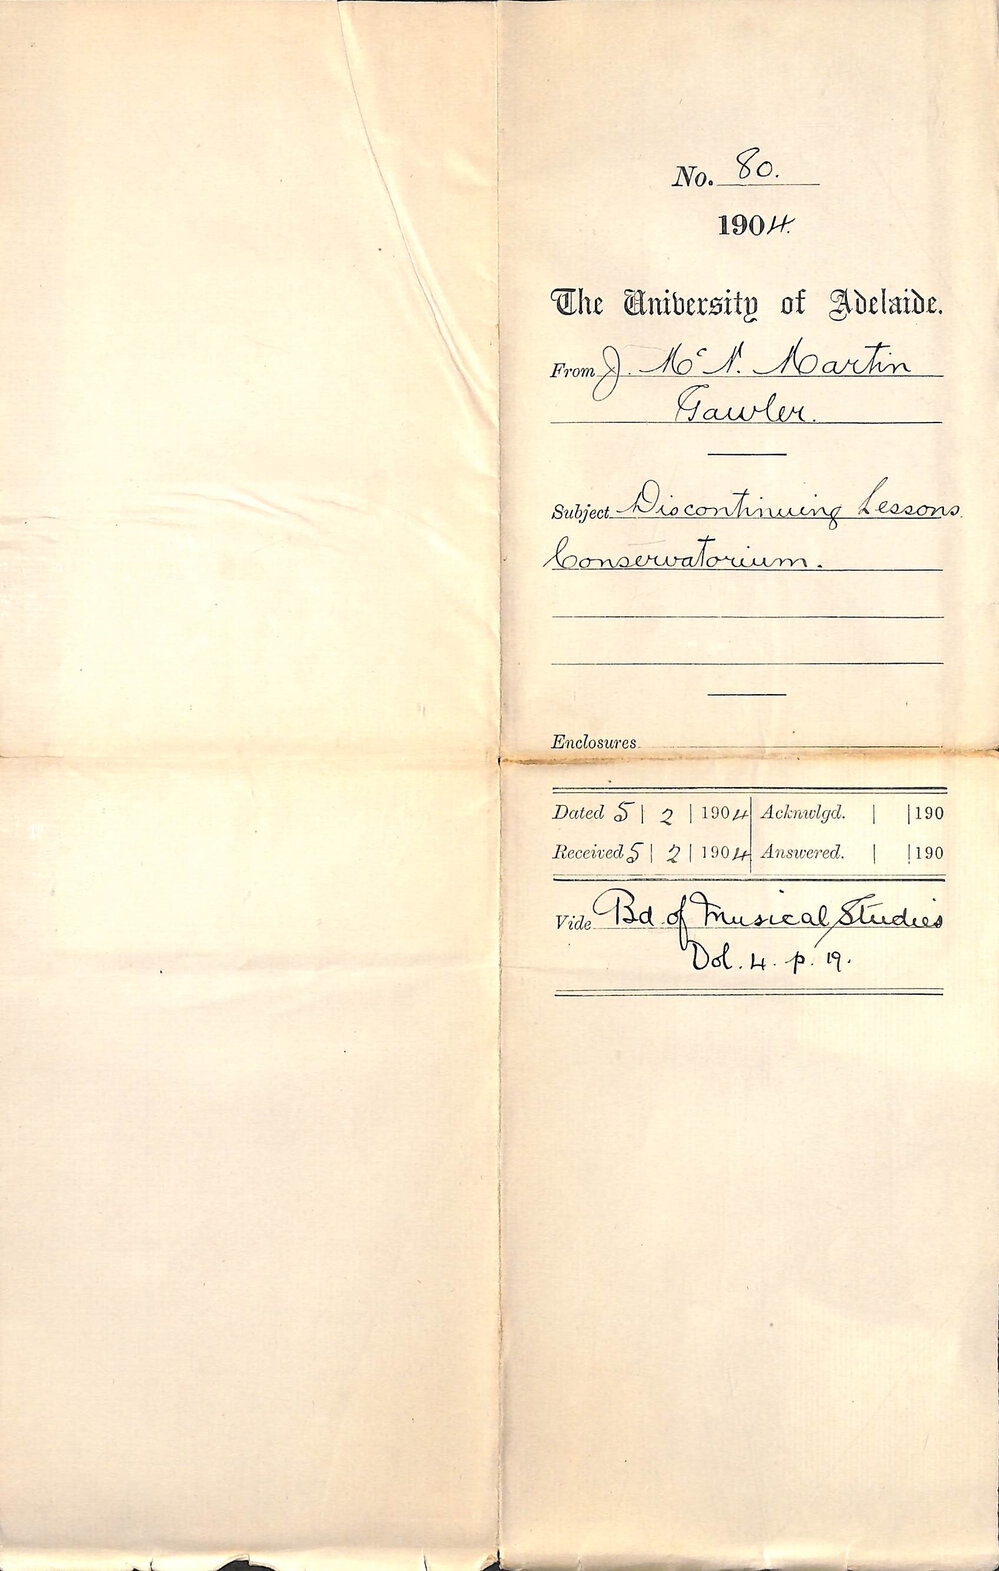 No. 80.
1904.
The University of Adelaide.
From J. McN. Martin
Gawler.
Subject Discontinuing Lessons
Conservatorium.
Enclosures
Dated 5 | 2 | 1904 Acknwlgd. | | 190
Received 5 | 2 | 1904 Answered. | | 190
Vide Bd of Musical Studies
Vol. 4. p. 19.